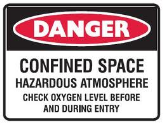 DANGER
CONFINED SPACE
HAZARDOUS ATMOSPHERE
CHECK OXYGEN LEVEL BEFORE
AND DURING ENTRY